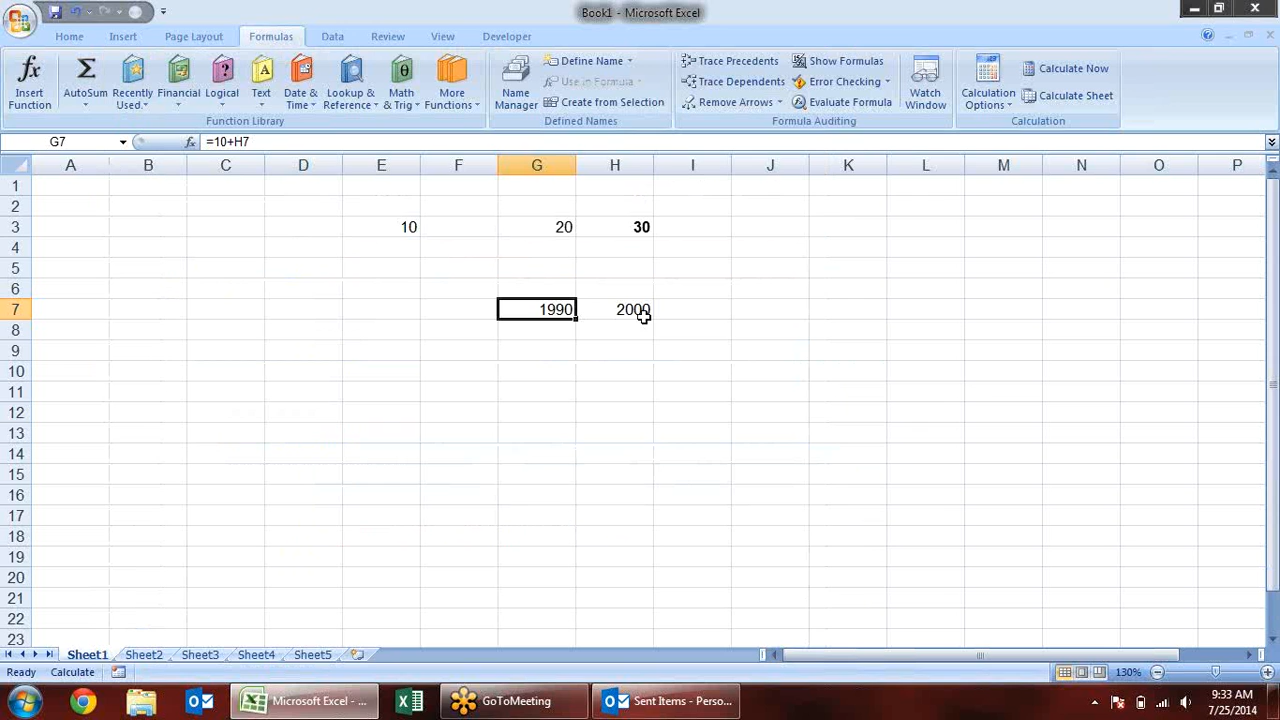 Book1 - Microsoft Excel
Home Insert Page Layout Formulas Data Review View Developer
Insert Function
AutoSum
Recently Used
Financial
Logical
Text
Date & Time
Lookup & Reference
Math & Trig
More Functions
Function Library
Name Manager
Define Name
Use in Formula
Create from Selection
Defined Names
Trace Precedents
Trace Dependents
Remove Arrows
Show Formulas
Error Checking
Evaluate Formula
Watch Window
Formula Auditing
Calculation Options
Calculate Now
Calculate Sheet
Calculation
G7 fx =10+H7
A B C D E F G H I J K L M N O P
1
2
3 10 20 30
4
5
6
7 1990 2000
8
9
10
11
12
13
14
15
16
17
18
19
20
21
22
23
Sheet1 Sheet2 Sheet3 Sheet4 Sheet5
Ready Calculate 130%
Microsoft Excel - ... GoToMeeting Sent Items - Perso... 9:33 AM
7/25/2014